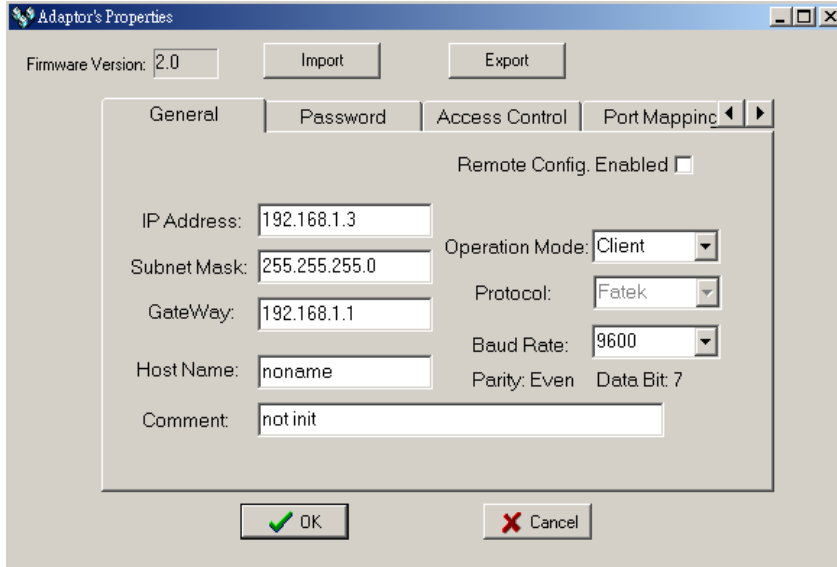 Adaptor's Properties
Firmware Version: 2.0 Import Export
General Password Access Control Port Mapping
Remote Config. Enabled
IP Address: 192.168.1.3
Operation Mode: Client
Subnet Mask: 255.255.255.0
Protocol: Fatek
GateWay: 192.168.1.1
Baud Rate: 9600
Host Name: noname
Parity: Even Data Bit: 7
Comment: not init
OK Cancel